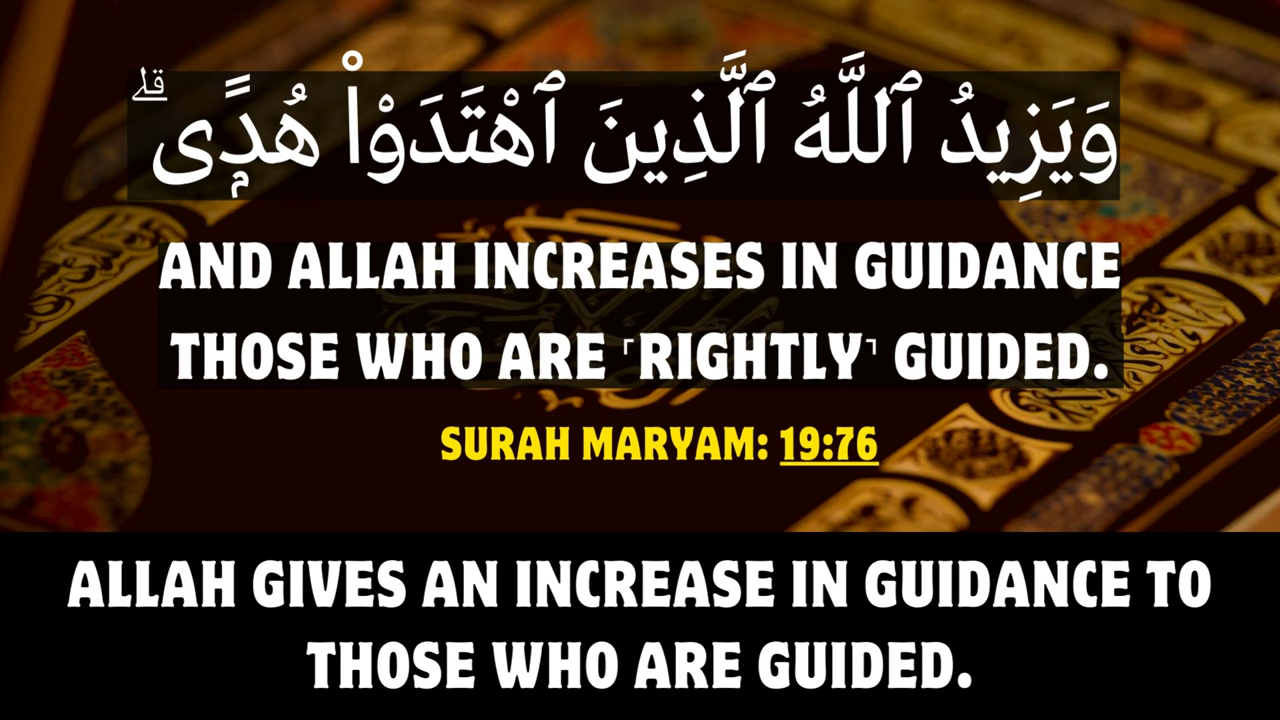 وَيَزِيدُ ٱللَّهُ ٱلَّذِينَ ٱهْتَدَوْا۟ هُدًۭى ۗ
AND ALLAH INCREASES IN GUIDANCE
THOSE WHO ARE ˹RIGHTLY˺ GUIDED.
SURAH MARYAM: 19:76
ALLAH GIVES AN INCREASE IN GUIDANCE TO
THOSE WHO ARE GUIDED.